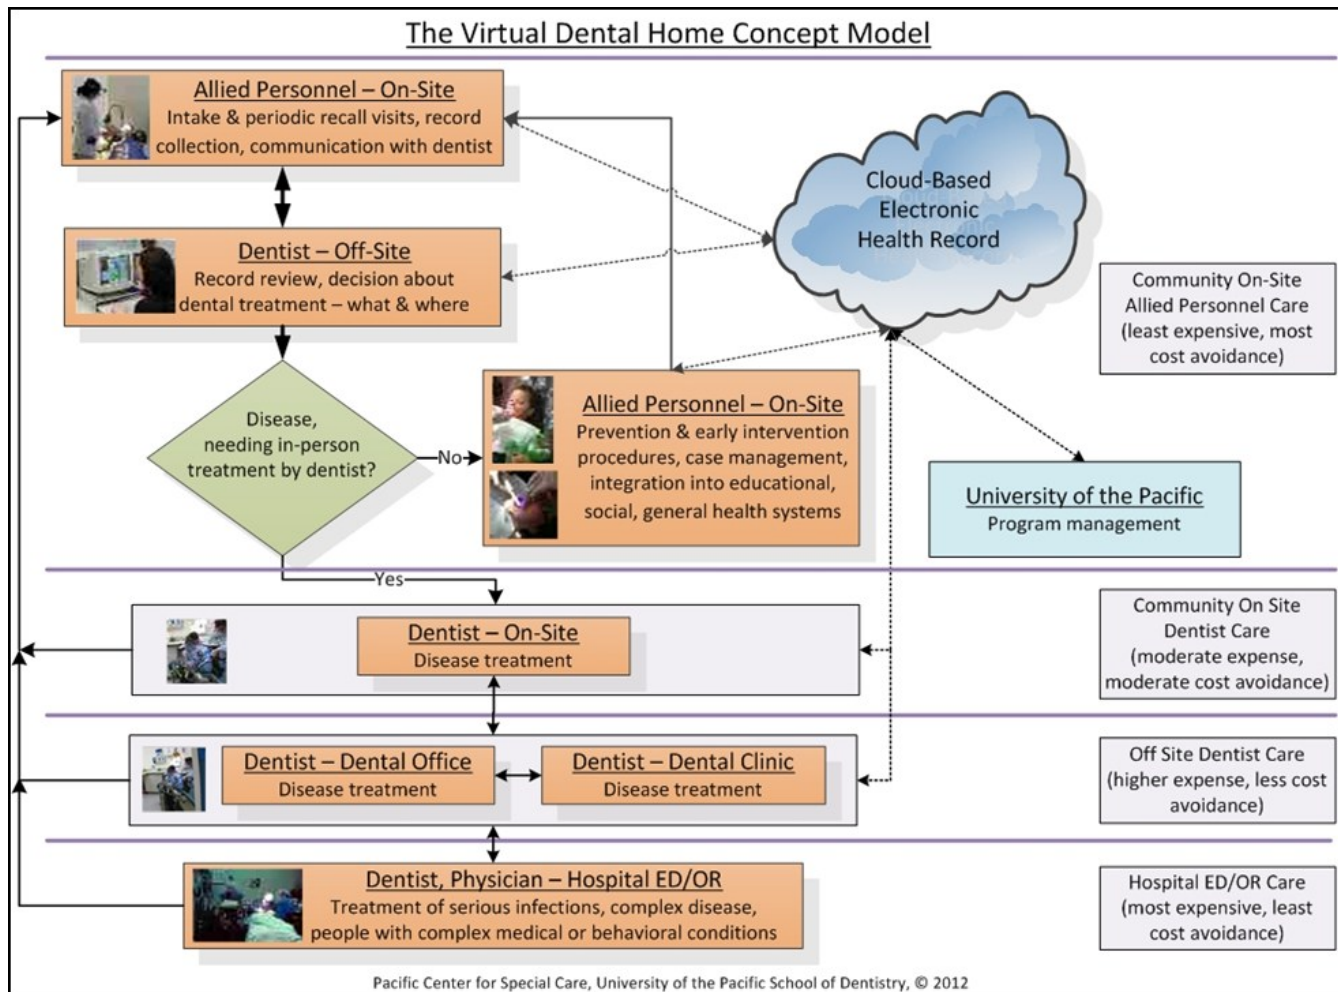 The Virtual Dental Home Concept Model
Allied Personnel – On-Site
Intake & periodic recall visits, record
collection, communication with dentist
Cloud-Based
Electronic
Health Record
Dentist – Off-Site
Record review, decision about
dental treatment – what & where
Community On-Site
Allied Personnel Care
(least expensive, most
cost avoidance)
Disease,
needing in-person
treatment by dentist?
No
Allied Personnel – On-Site
Prevention & early intervention
procedures, case management,
integration into educational,
social, general health systems
University of the Pacific
Program management
Yes
Dentist – On-Site
Disease treatment
Community On Site
Dentist Care
(moderate expense,
moderate cost avoidance)
Dentist – Dental Office
Disease treatment
Dentist – Dental Clinic
Disease treatment
Off Site Dentist Care
(higher expense, less cost
avoidance)
Dentist, Physician – Hospital ED/OR
Treatment of serious infections, complex disease,
people with complex medical or behavioral conditions
Hospital ED/OR Care
(most expensive, least
cost avoidance)
Pacific Center for Special Care, University of the Pacific School of Dentistry, © 2012